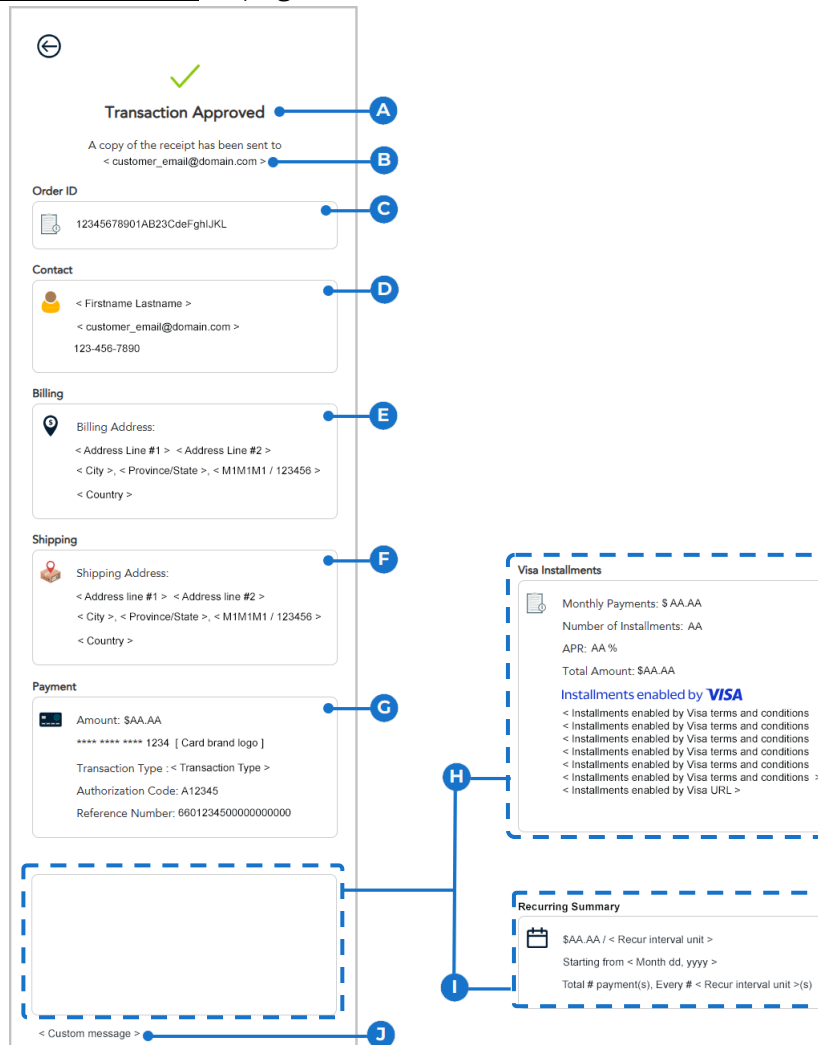 Transaction Approved
A
A copy of the receipt has been sent to
< customer_email@domain.com >
B
Order ID
C
12345678901AB23CdeFghIJKL
Contact
D
< Firstname Lastname >
< customer_email@domain.com >
123-456-7890
Billing
E
Billing Address:
< Address Line #1 > < Address Line #2 >
< City >, < Province/State >, < M1M1M1 / 123456 >
< Country >
Shipping
F
Shipping Address:
< Address line #1 > < Address line #2 >
< City >, < Province/State >, < M1M1M1 / 123456 >
< Country >
Payment
G
Amount: $AA.AA
**** **** **** 1234 [ Card brand logo ]
Transaction Type : < Transaction Type >
Authorization Code: A12345
Reference Number: 6601234500000000000
H
Visa Installments
Monthly Payments: $ AA.AA
Number of Installments: AA
APR: AA %
Total Amount: $AA.AA
Installments enabled by VISA
< Installments enabled by Visa terms and conditions
< Installments enabled by Visa terms and conditions
< Installments enabled by Visa terms and conditions
< Installments enabled by Visa terms and conditions
< Installments enabled by Visa terms and conditions
< Installments enabled by Visa terms and conditions >
< Installments enabled by Visa URL >
I
Recurring Summary
$AA.AA / < Recur interval unit >
Starting from < Month dd, yyyy >
Total # payment(s), Every # < Recur interval unit >(s)
< Custom message >
J